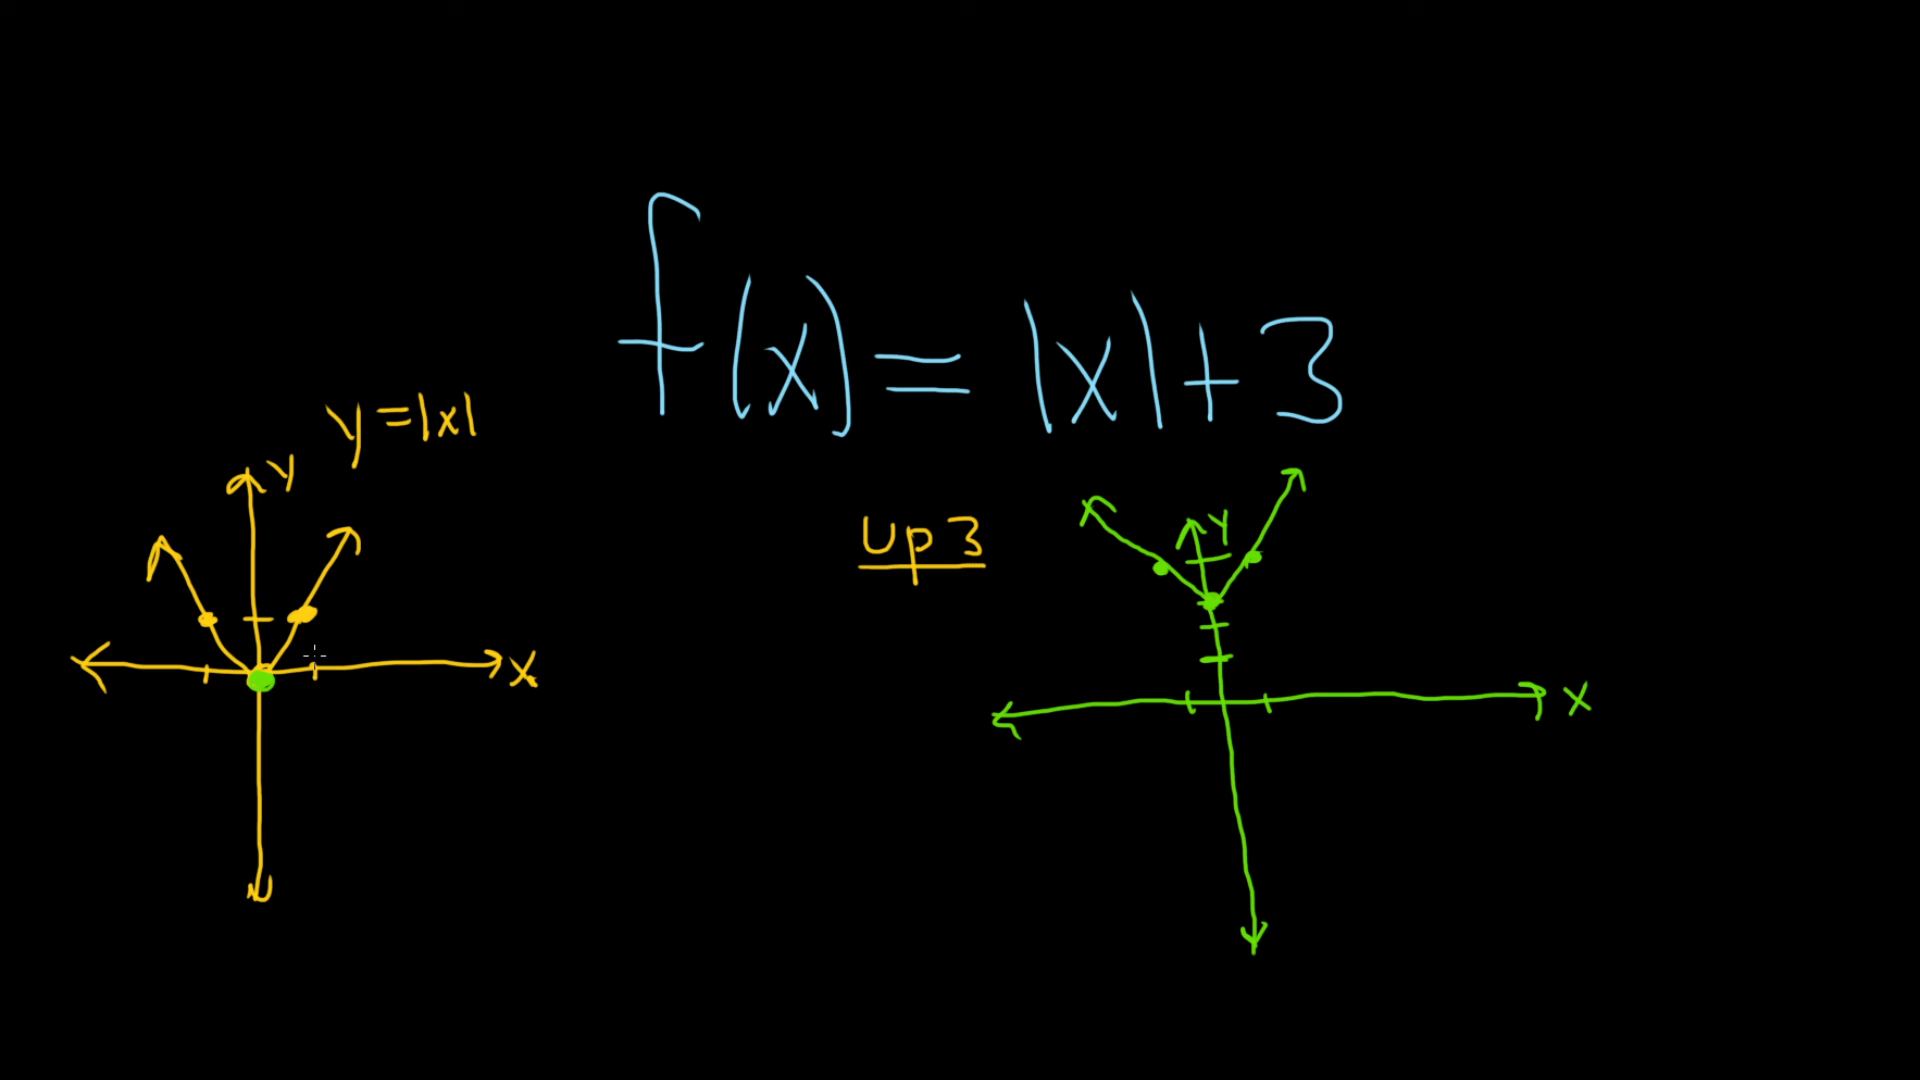 f(x) = |x| + 3
y = |x|
y
x
Up 3
y
x